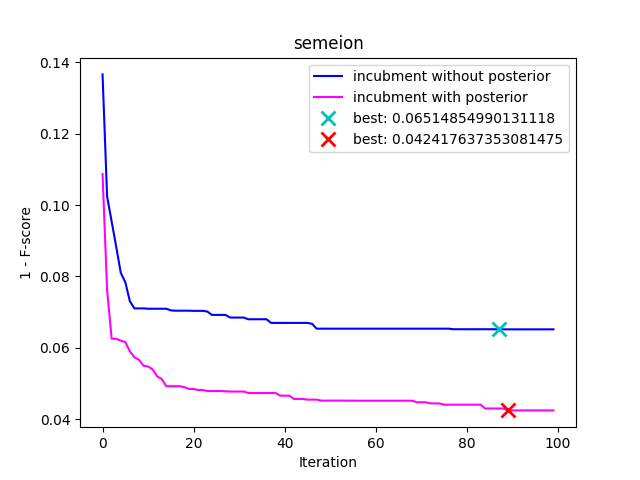 semeion
incubment without posterior
incubment with posterior
best: 0.06514854990131118
best: 0.042417637353081475
0.14
0.12
0.10
0.08
0.06
0.04
1 - F-score
0
20
40
60
80
100
Iteration